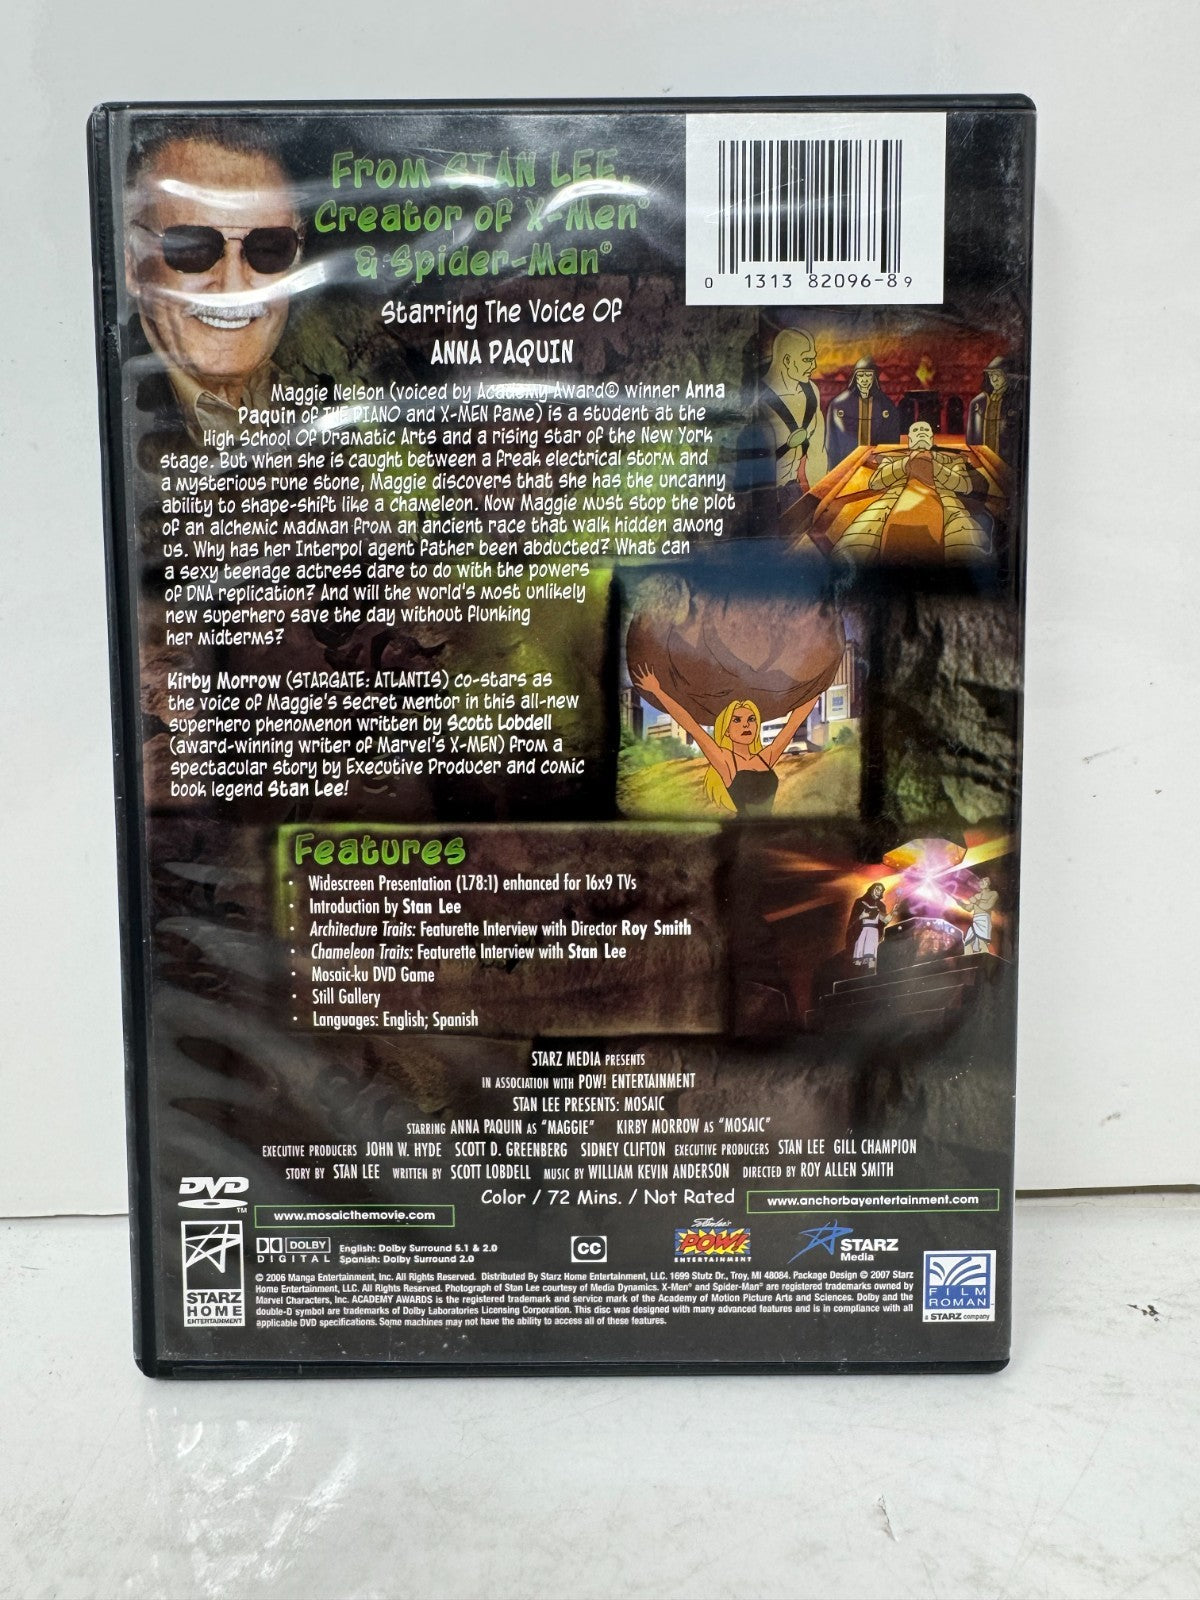 From STAN LEE,
Creator of X-Men®
& Spider-Man®
Starring The Voice Of
ANNA PAQUIN
0 1313 82096-8 9
Maggie Nelson (voiced by Academy Award® winner Anna
Paquin of THE PIANO and X-MEN fame) is a student at the
High School Of Dramatic Arts and a rising star of the New York
stage. But when she is caught between a freak electrical storm and
a mysterious rune stone, Maggie discovers that she has the uncanny
ability to shape-shift like a chameleon. Now Maggie must stop the plot
of an alchemic madman from an ancient race that walk hidden among
us. Why has her Interpol agent father been abducted? What can
a sexy teenage actress dare to do with the powers
of DNA replication? And will the world's most unlikely
new superhero save the day without flunking
her midterms?
Kirby Morrow (STARGATE: ATLANTIS) co-stars as
the voice of Maggie's secret mentor in this all-new
superhero phenomenon written by Scott Lobdell
(award-winning writer of Marvel's X-MEN) from a
spectacular story by Executive Producer and comic
book legend Stan Lee!
Features
• Widescreen Presentation (1.78:1) enhanced for 16x9 TVs
• Introduction by Stan Lee
• Architecture Traits: Featurette Interview with Director Roy Smith
• Chameleon Traits: Featurette Interview with Stan Lee
• Mosaic-ku DVD Game
• Still Gallery
• Languages: English; Spanish
STARZ MEDIA PRESENTS
IN ASSOCIATION WITH POW! ENTERTAINMENT
STAN LEE PRESENTS: MOSAIC
STARRING ANNA PAQUIN AS "MAGGIE" KIRBY MORROW AS "MOSAIC"
EXECUTIVE PRODUCERS JOHN W. HYDE SCOTT D. GREENBERG SIDNEY CLIFTON EXECUTIVE PRODUCERS STAN LEE GILL CHAMPION
STORY BY STAN LEE WRITTEN BY SCOTT LOBDELL MUSIC BY WILLIAM KEVIN ANDERSON DIRECTED BY ROY ALLEN SMITH
DVD™
Color / 72 Mins. / Not Rated
www.anchorbayentertainment.com
www.mosaicthemovie.com
STARZ
HOME
ENTERTAINMENT
DOLBY
DIGITAL
English: Dolby Surround 5.1 & 2.0
Spanish: Dolby Surround 2.0
CC
Stan Lee's
POW!
ENTERTAINMENT
STARZ
Media
FILM
ROMAN™
a STARZ company
© 2006 Manga Entertainment, Inc. All Rights Reserved. Distributed By Starz Home Entertainment, LLC. 1699 Stutz Dr., Troy, MI 48084. Package Design © 2007 Starz
Home Entertainment, LLC. All Rights Reserved. Photograph of Stan Lee courtesy of Media Dynamics. X-Men® and Spider-Man® are registered trademarks owned by
Marvel Characters, Inc. ACADEMY AWARDS is the registered trademark and service mark of the Academy of Motion Picture Arts and Sciences. Dolby and the
double-D symbol are trademarks of Dolby Laboratories Licensing Corporation. This disc was designed with many advanced features and is in compliance with all
applicable DVD specifications. Some machines may not have the ability to access all of these features.